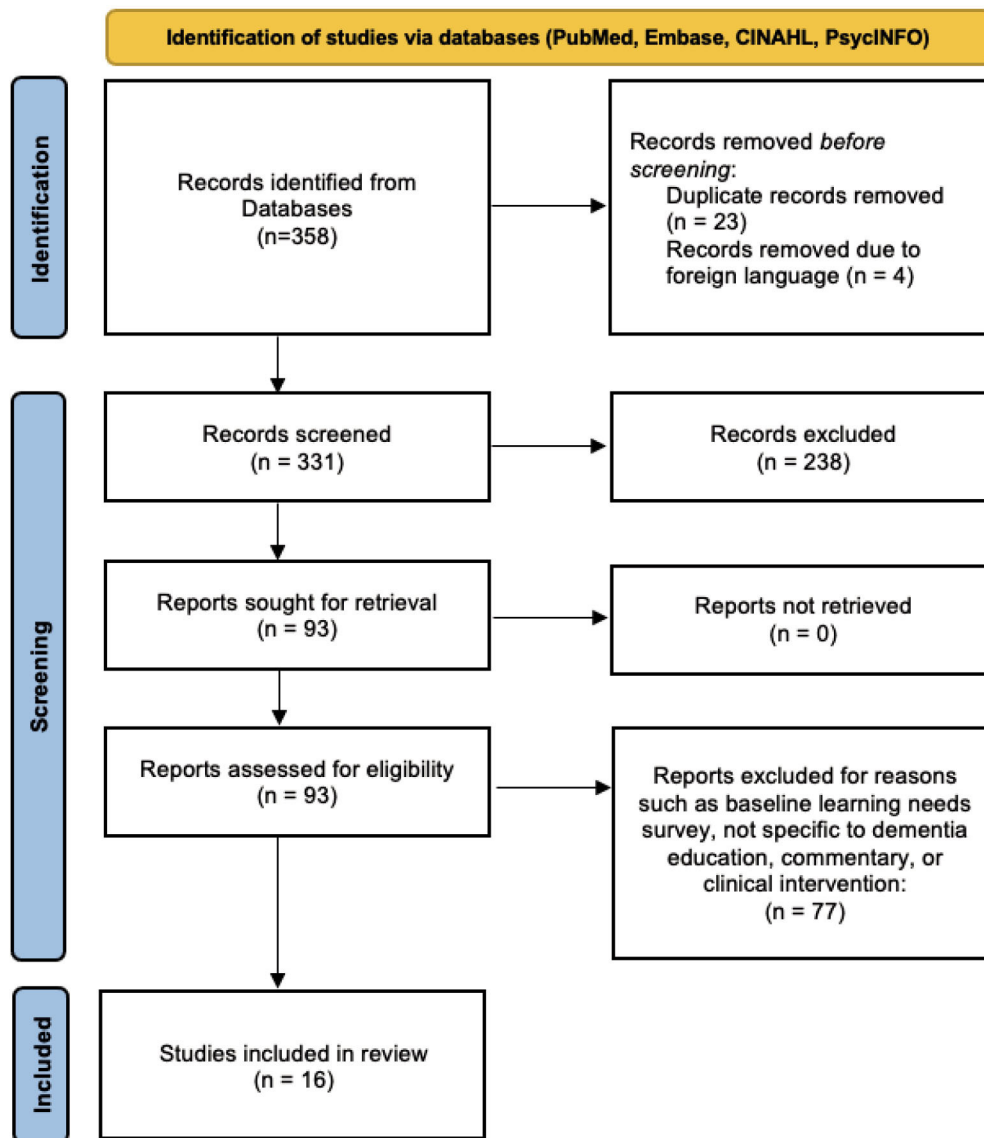 Identification of studies via databases (PubMed, Embase, CINAHL, PsycINFO)
Identification
Records identified from
Databases
(n=358)
Records removed before
screening:
Duplicate records removed
(n = 23)
Records removed due to
foreign language (n = 4)
Screening
Records screened
(n = 331)
Records excluded
(n = 238)
Reports sought for retrieval
(n = 93)
Reports not retrieved
(n = 0)
Reports assessed for eligibility
(n = 93)
Reports excluded for reasons
such as baseline learning needs
survey, not specific to dementia
education, commentary, or
clinical intervention:
(n = 77)
Included
Studies included in review
(n = 16)